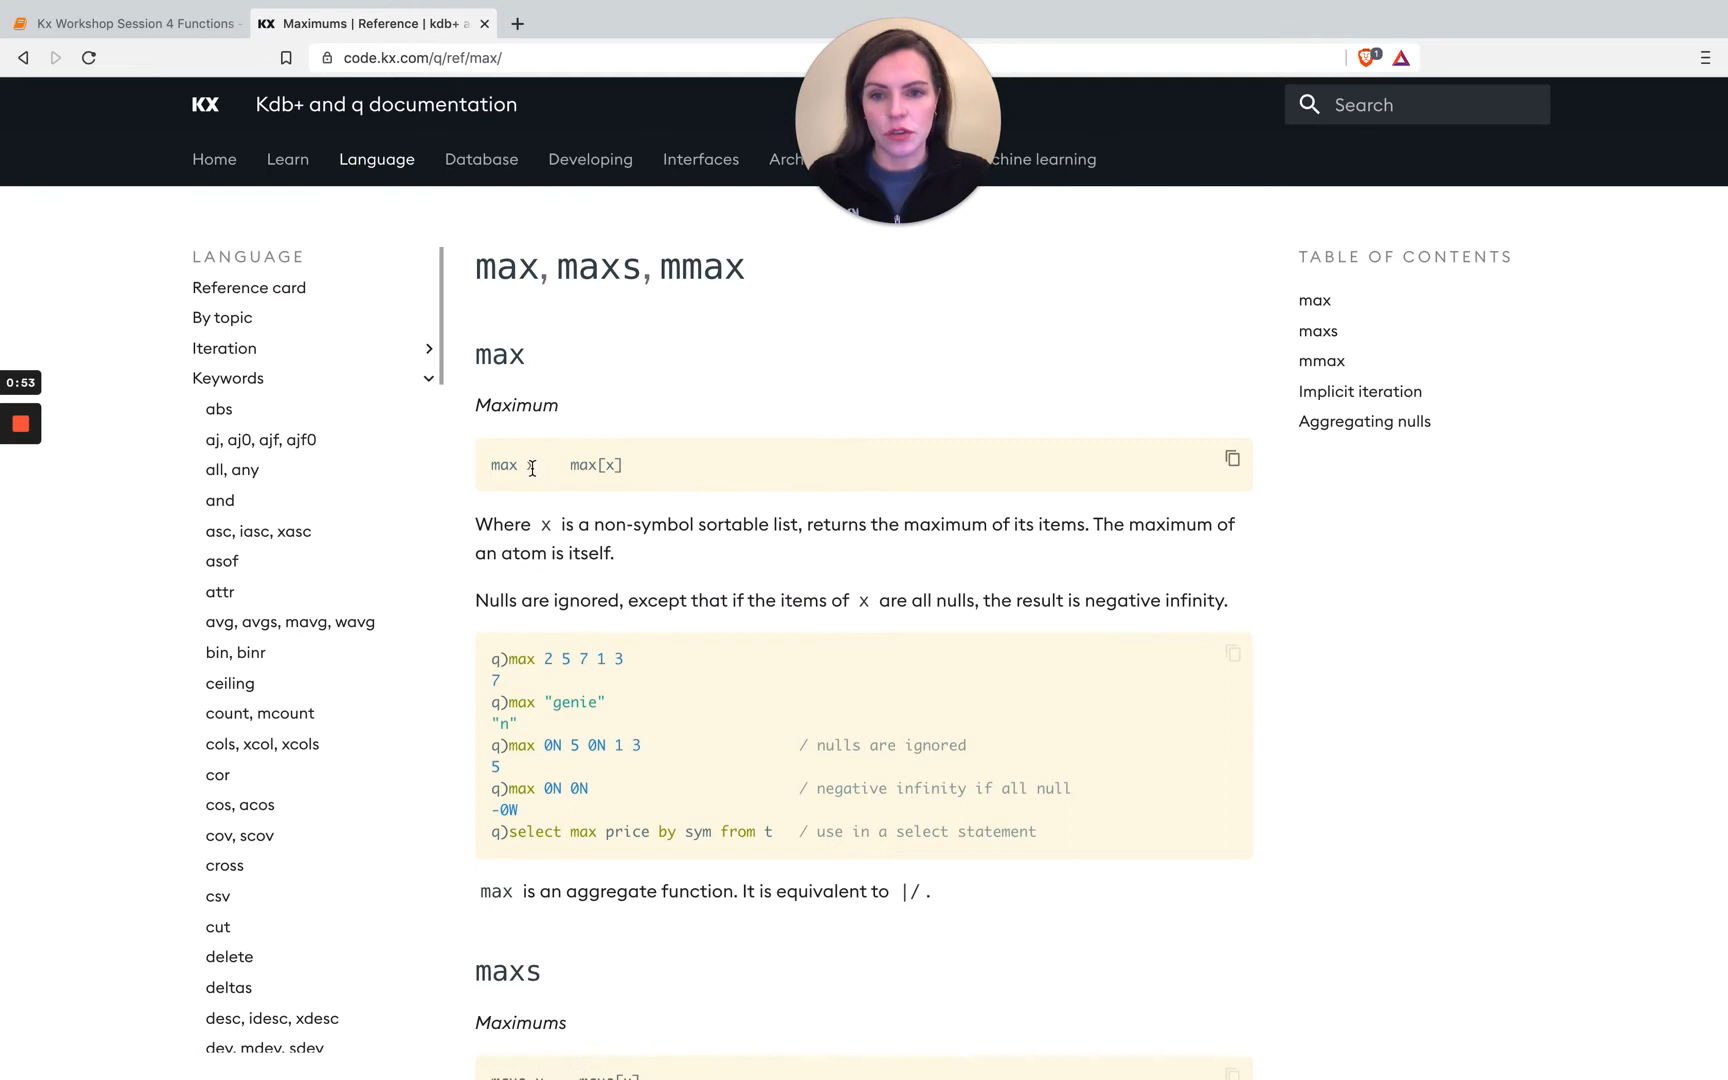 Kx Workshop Session 4 Functions -
KX Maximums | Reference | kdb+ a
code.kx.com/q/ref/max/
1
KX Kdb+ and q documentation
Search
Home Learn Language Database Developing Interfaces Arch chine learning
LANGUAGE
Reference card
By topic
Iteration
Keywords
abs
aj, aj0, ajf, ajf0
all, any
and
asc, iasc, xasc
asof
attr
avg, avgs, mavg, wavg
bin, binr
ceiling
count, mcount
cols, xcol, xcols
cor
cos, acos
cov, scov
cross
csv
cut
delete
deltas
desc, idesc, xdesc
dev, mdev, sdev
0:53
max, maxs, mmax
max
Maximum
max x max[x]
Where x is a non-symbol sortable list, returns the maximum of its items. The maximum of
an atom is itself.
Nulls are ignored, except that if the items of x are all nulls, the result is negative infinity.
q)max 2 5 7 1 3
7
q)max "genie"
"n"
q)max 0N 5 0N 1 3 / nulls are ignored
5
q)max 0N 0N / negative infinity if all null
-0W
q)select max price by sym from t / use in a select statement
max is an aggregate function. It is equivalent to |/ .
maxs
Maximums
maxs x maxs[x]
TABLE OF CONTENTS
max
maxs
mmax
Implicit iteration
Aggregating nulls